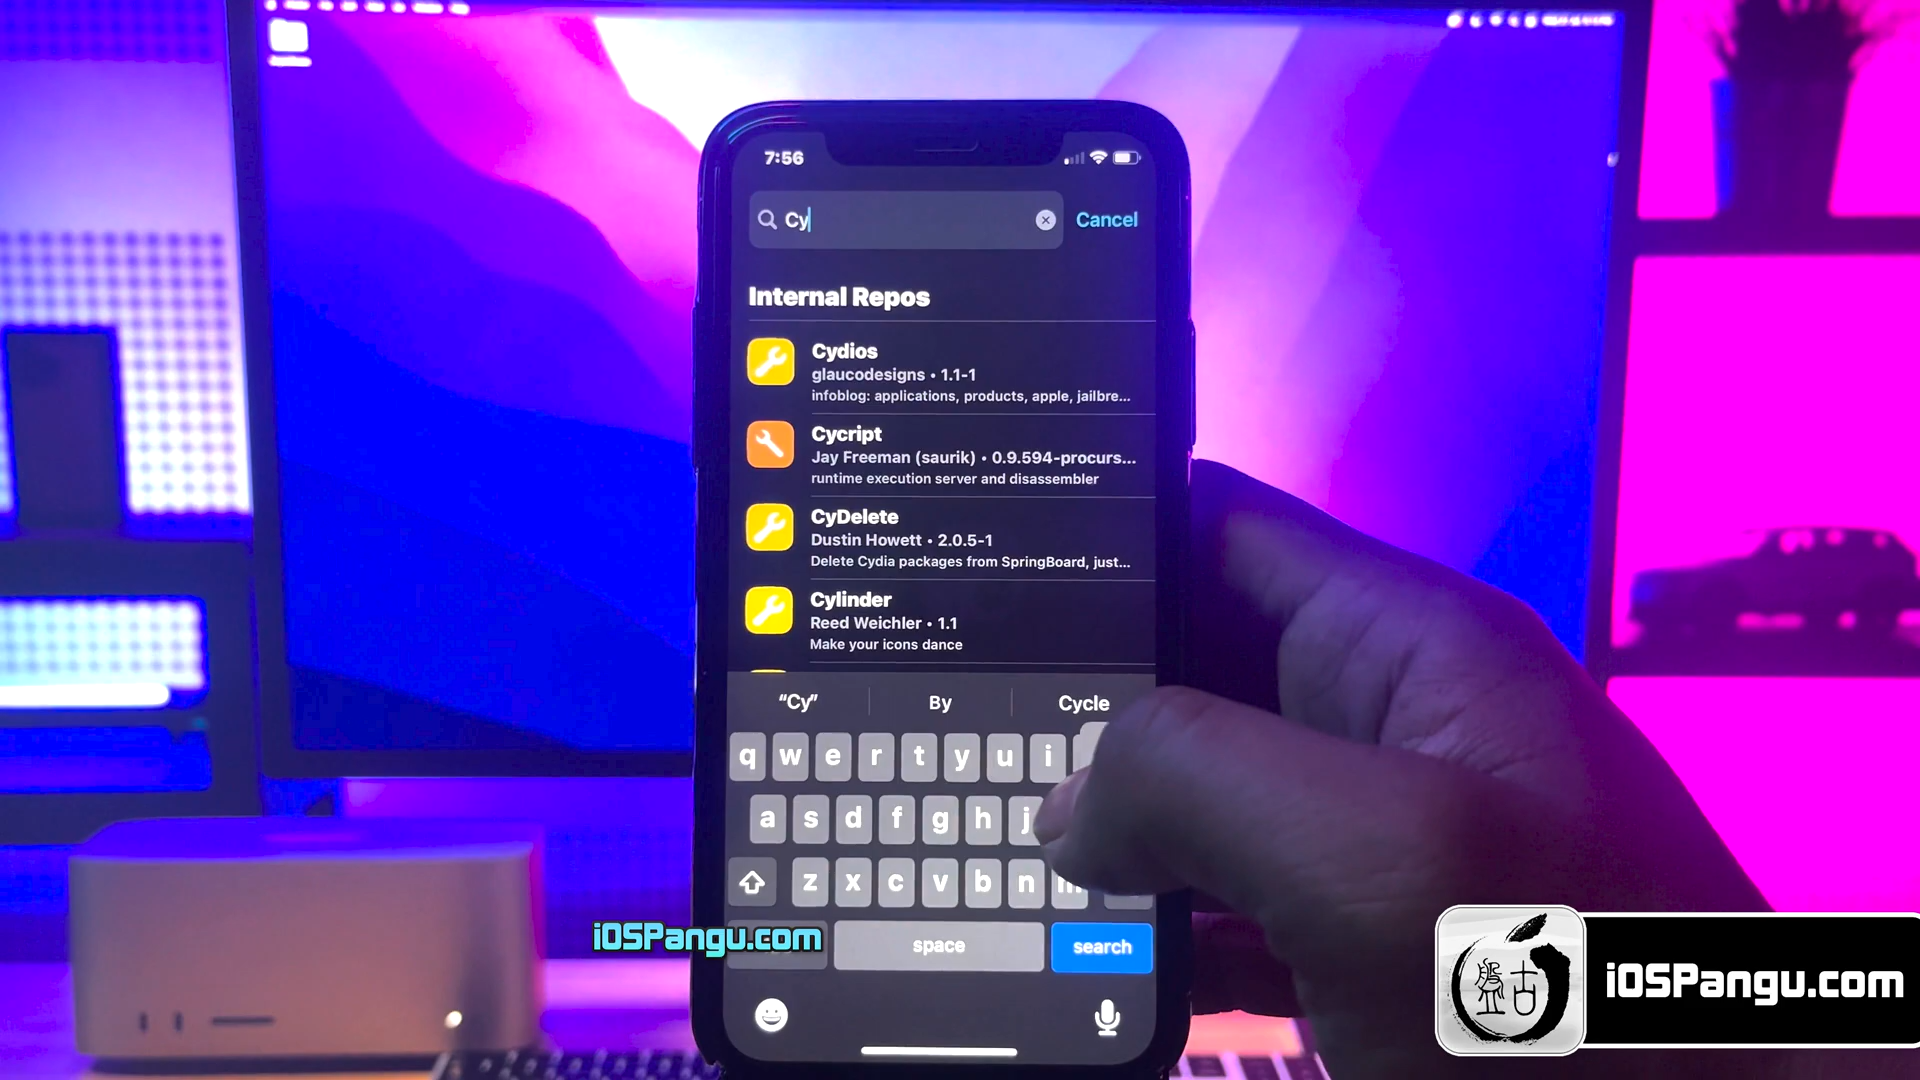 7:56
Cy
Cancel
Internal Repos
Cydios
glaucodesigns • 1.1-1
infoblog: applications, products, apple, jailbre...
Cycript
Jay Freeman (saurik) • 0.9.594-procurs...
runtime execution server and disassembler
CyDelete
Dustin Howett • 2.0.5-1
Delete Cydia packages from SpringBoard, just...
Cylinder
Reed Weichler • 1.1
Make your icons dance
“Cy” By Cycle
q w e r t y u i
a s d f g h j
z x c v b n m
space search
iOSPangu.com
盤古
iOSPangu.com